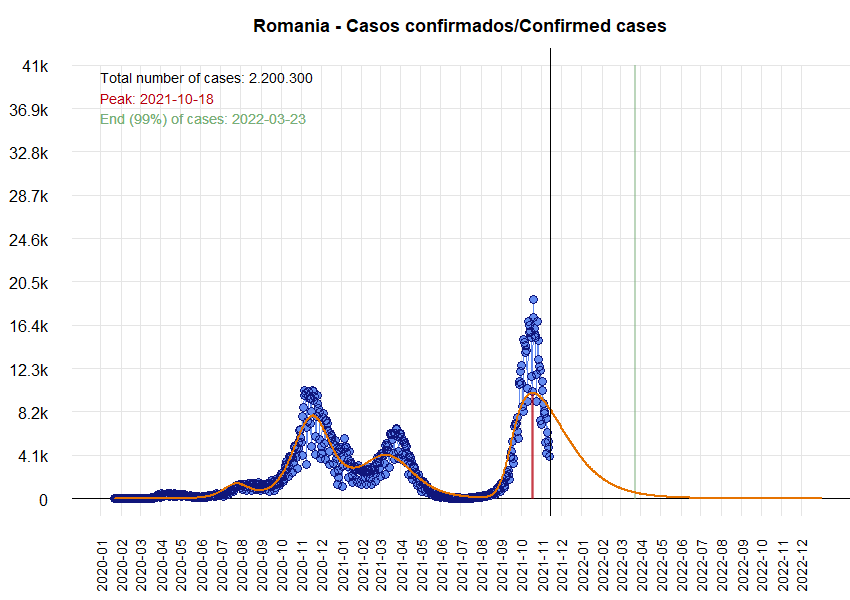 Romania - Casos confirmados/Confirmed cases
Total number of cases: 2.200.300
Peak: 2021-10-18
End (99%) of cases: 2022-03-23
41k
36.9k
32.8k
28.7k
24.6k
20.5k
16.4k
12.3k
8.2k
4.1k
0
2020-01
2020-02
2020-03
2020-04
2020-05
2020-06
2020-07
2020-08
2020-09
2020-10
2020-11
2020-12
2021-01
2021-02
2021-03
2021-04
2021-05
2021-06
2021-07
2021-08
2021-09
2021-10
2021-11
2021-12
2022-01
2022-02
2022-03
2022-04
2022-05
2022-06
2022-07
2022-08
2022-09
2022-10
2022-11
2022-12